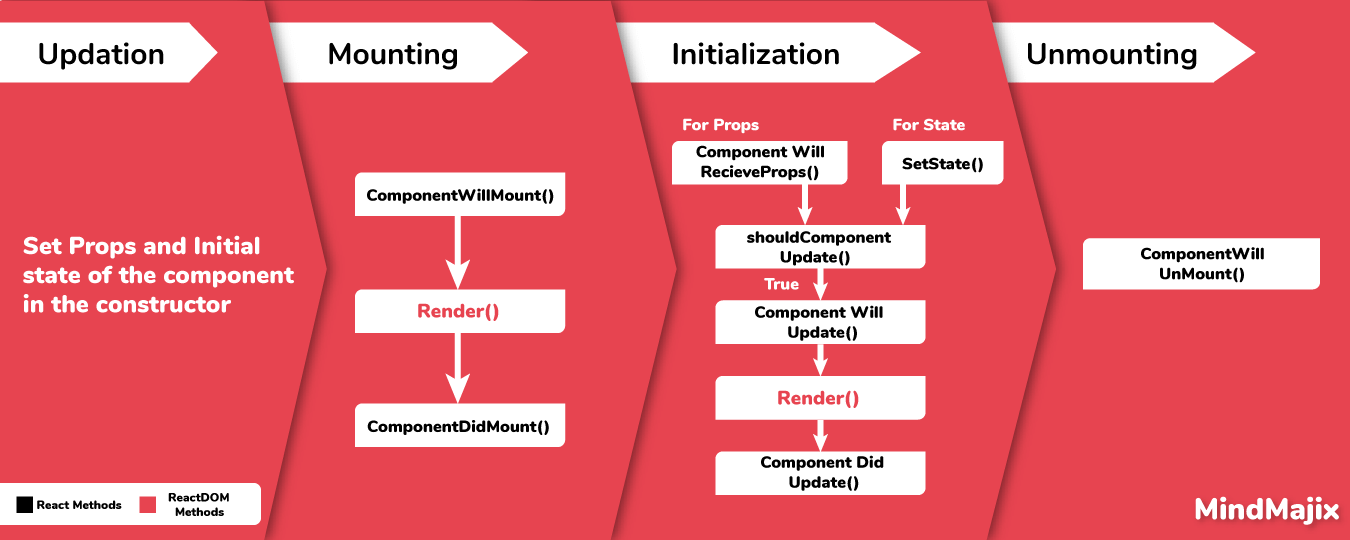 Updation
Mounting
Initialization
Unmounting
Set Props and Initial
state of the component
in the constructor
ComponentWillMount()
Render()
ComponentDidMount()
For Props
For State
Component Will
RecieveProps()
SetState()
shouldComponent
Update()
True
Component Will
Update()
Render()
Component Did
Update()
ComponentWill
UnMount()
React Methods
ReactDOM
Methods
MindMajix